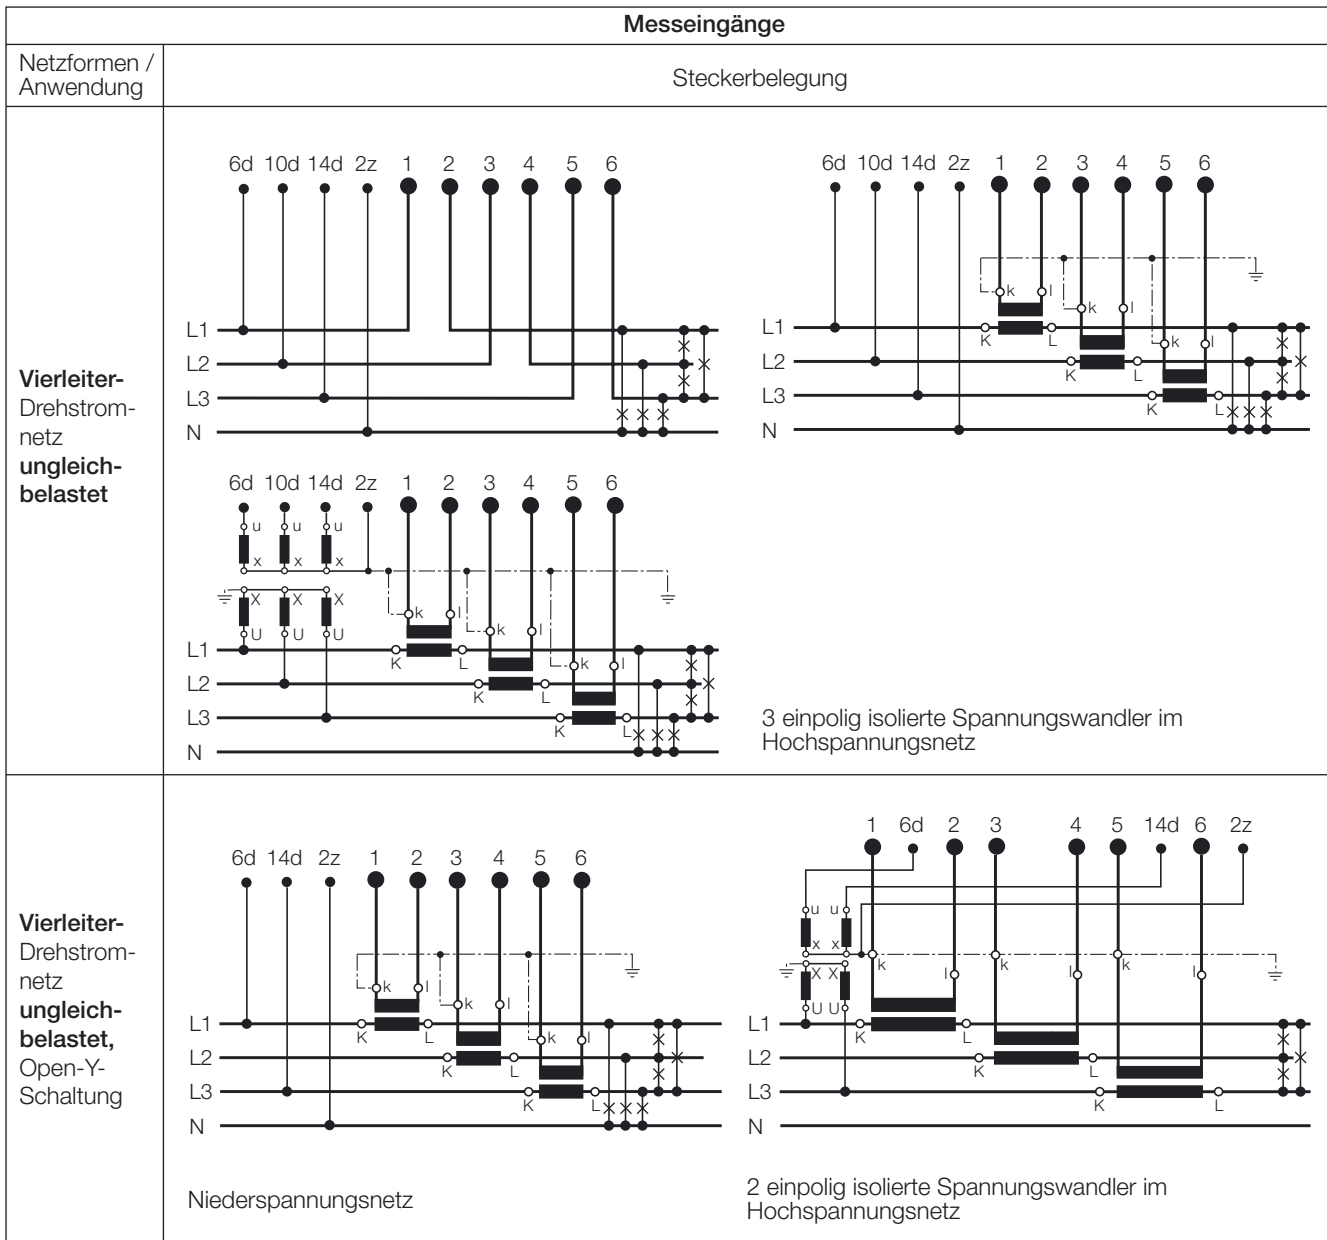 Messeingänge
Netzformen /
Anwendung
Steckerbelegung
Vierleiter-
Drehstrom-
netz
ungleich-
belastet
6d 10d 14d 2z 1 2 3 4 5 6
L1
L2
L3
N
6d 10d 14d 2z 1 2 3 4 5 6
k l
k l
k l
L1 K L
L2 K L
L3 K L
N
6d 10d 14d 2z 1 2 3 4 5 6
u u u
x x x
X X X
U U U
k l
k l
k l
L1 K L
L2 K L
L3 K L
N
3 einpolig isolierte Spannungswandler im
Hochspannungsnetz
Vierleiter-
Drehstrom-
netz
ungleich-
belastet,
Open-Y-
Schaltung
6d 14d 2z 1 2 3 4 5 6
k l
k l
k l
L1 K L
L2 K L
L3 K L
N
Niederspannungsnetz
1 6d 2 3 4 5 14d 6 2z
u u
x x
X X
U U
k l k l k l
L1 K L
L2 K L
L3 K L
N
2 einpolig isolierte Spannungswandler im
Hochspannungsnetz